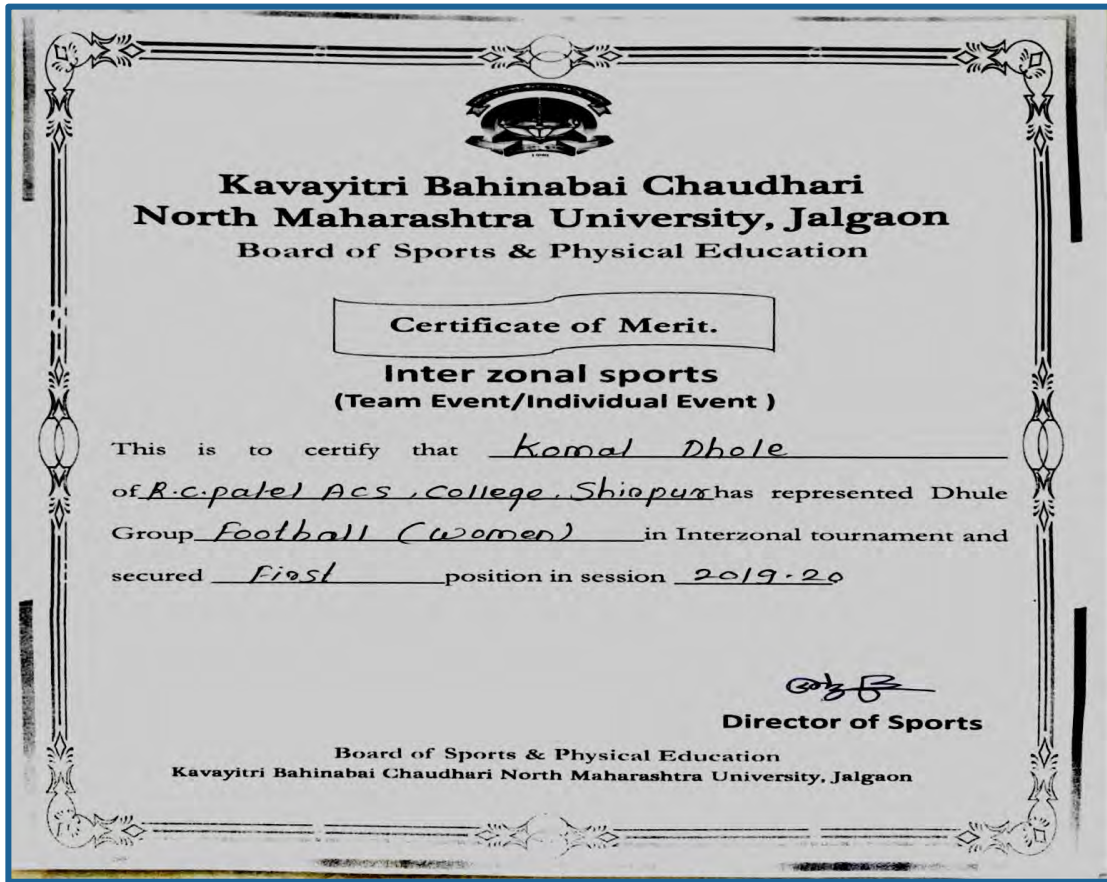 Kavayitri Bahinabai Chaudhari
North Maharashtra University, Jalgaon
Board of Sports & Physical Education
Certificate of Merit.
Inter zonal sports
(Team Event/Individual Event )
This is to certify that Komal Dhole
of R.c.patel Acs, College, Shirpur has represented Dhule
Group Football (women) in Interzonal tournament and
secured First position in session 2019-20
Director of Sports
Board of Sports & Physical Education
Kavayitri Bahinabai Chaudhari North Maharashtra University, Jalgaon